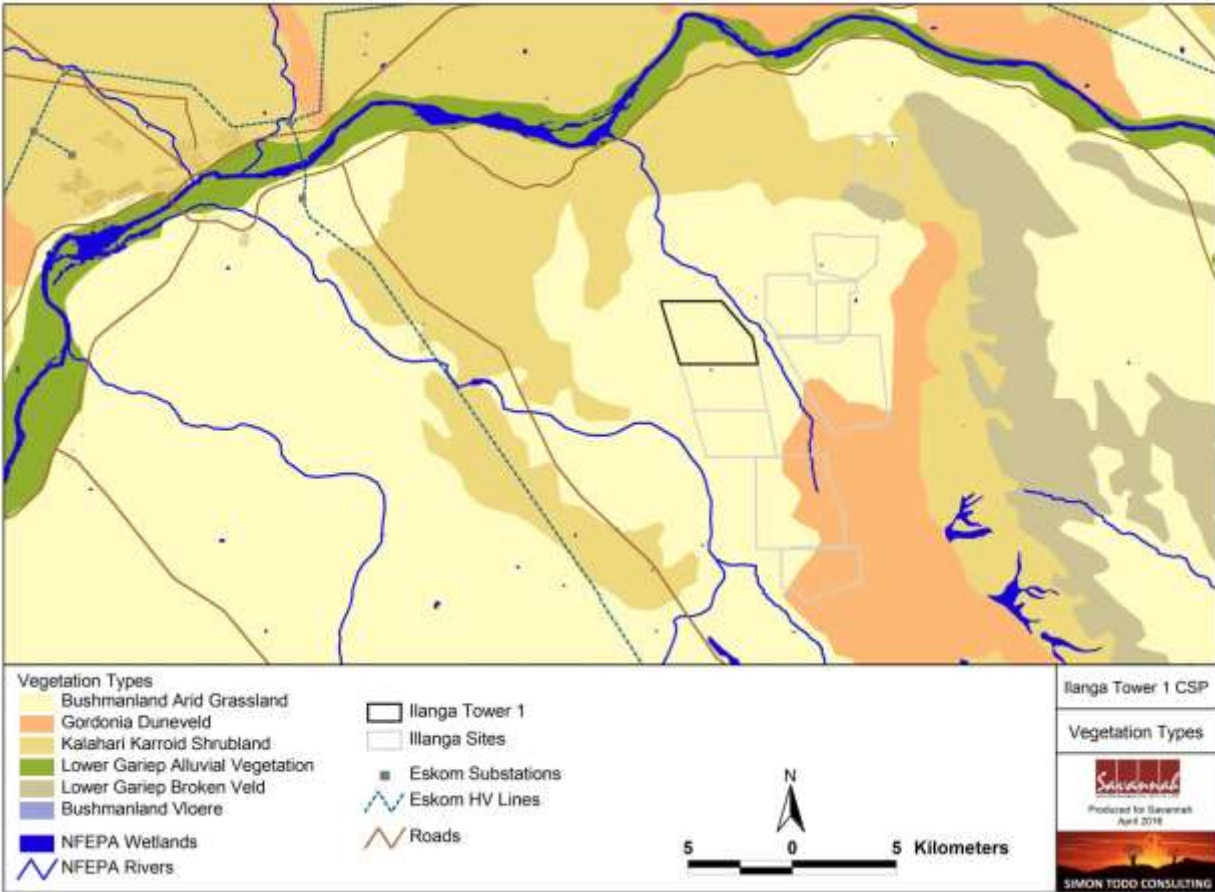 Vegetation Types
Bushmanland Arid Grassland
Gordonia Duneveld
Kalahari Karroid Shrubland
Lower Gariep Alluvial Vegetation
Lower Gariep Broken Veld
Bushmanland Vloere
NFEPA Wetlands
NFEPA Rivers
Ilanga Tower 1
Illanga Sites
Eskom Substations
Eskom HV Lines
Roads
N
5 0 5 Kilometers
Ilanga Tower 1 CSP
Vegetation Types
Savannah
Produced for Savannah
April 2016
SIMON TODD CONSULTING